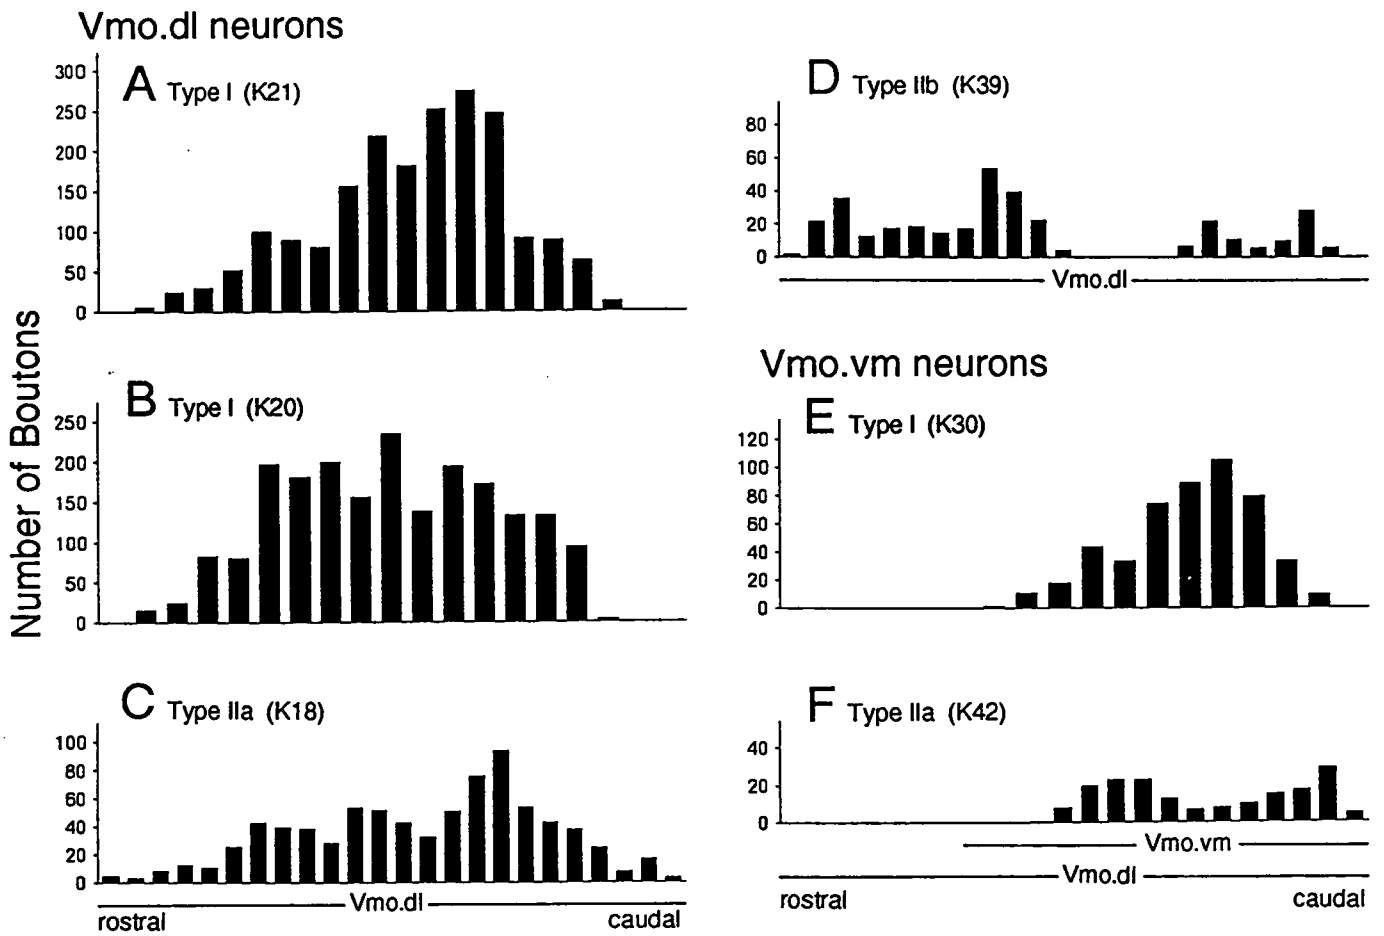 Vmo.dl neurons
Number of Boutons
A Type I (K21)
300
250
200
150
100
50
0
B Type I (K20)
250
200
150
100
50
0
C Type IIa (K18)
100
80
60
40
20
0
Vmo.dl
rostral caudal
D Type IIb (K39)
80
60
40
20
0
Vmo.dl
Vmo.vm neurons
E Type I (K30)
120
100
80
60
40
20
0
F Type IIa (K42)
40
20
0
Vmo.vm
Vmo.dl
rostral caudal